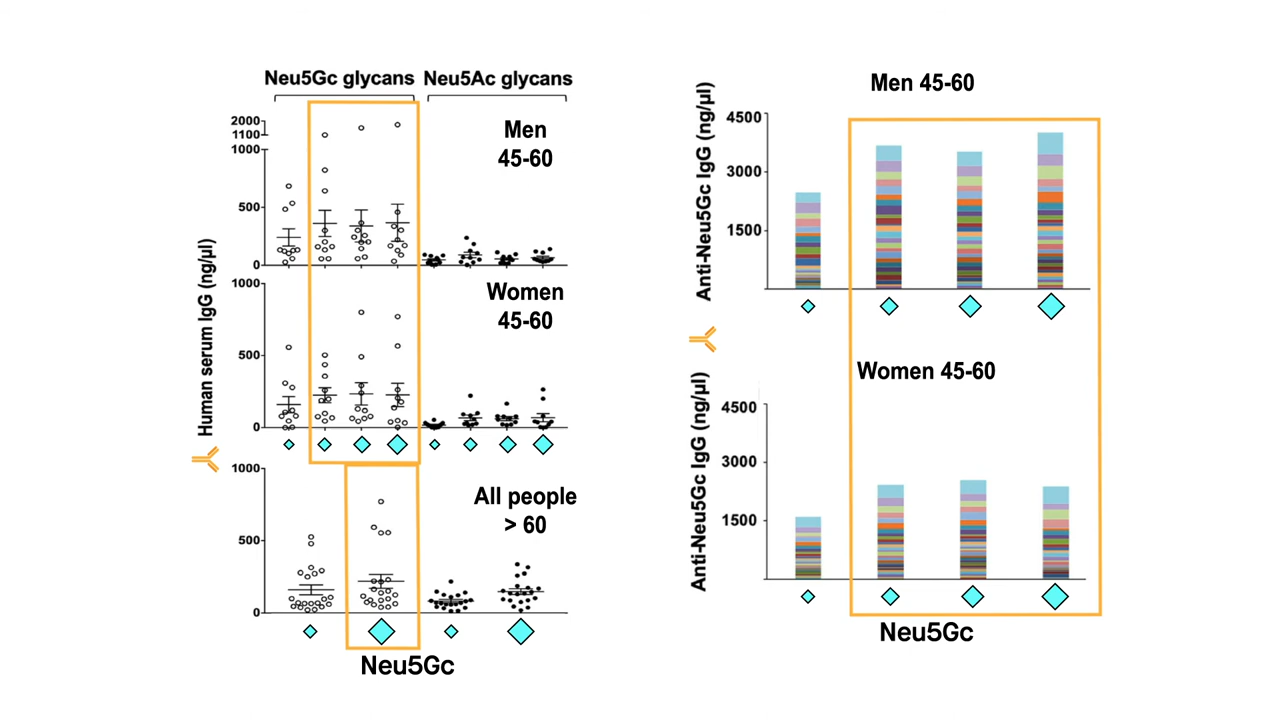 Neu5Gc glycans Neu5Ac glycans
Human serum IgG (ng/µl)
2000
1100
1000
500
0
Men
45-60
1000
500
0
Women
45-60
1000
500
0
All people
> 60
Neu5Gc
Men 45-60
Anti-Neu5Gc IgG (ng/µl)
4500
3000
1500
Women 45-60
Anti-Neu5Gc IgG (ng/µl)
4500
3000
1500
Neu5Gc